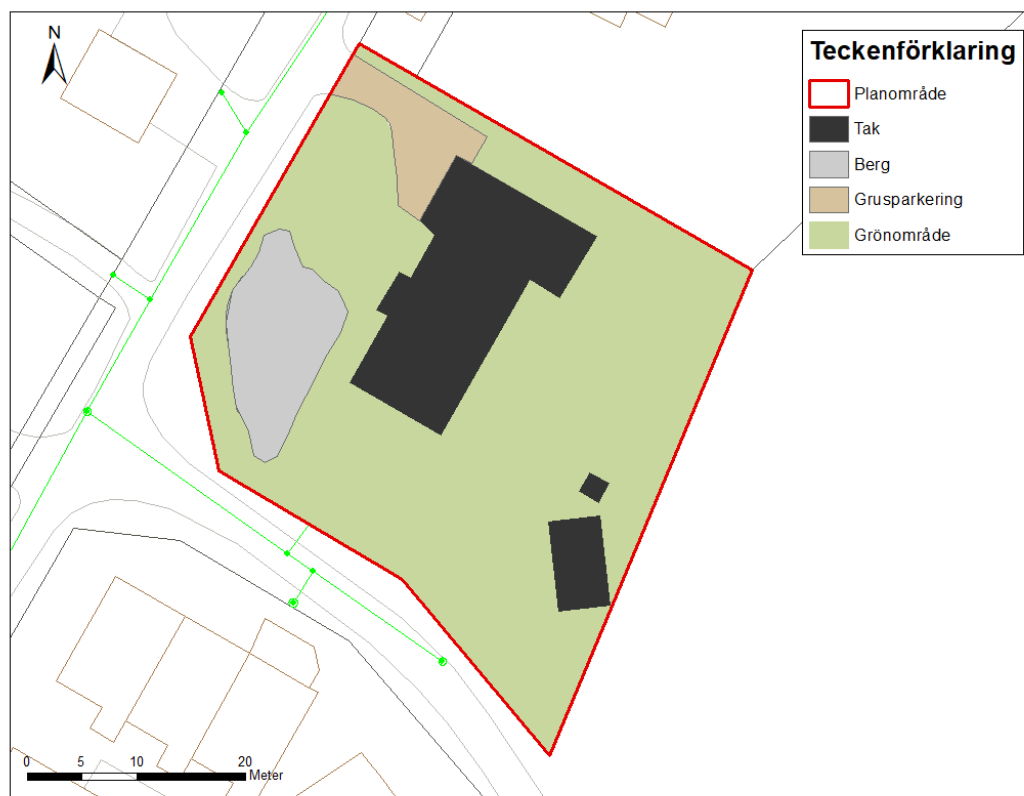 N
Teckenförklaring
Planområde
Tak
Berg
Grusparkering
Grönområde
0 5 10 20
Meter